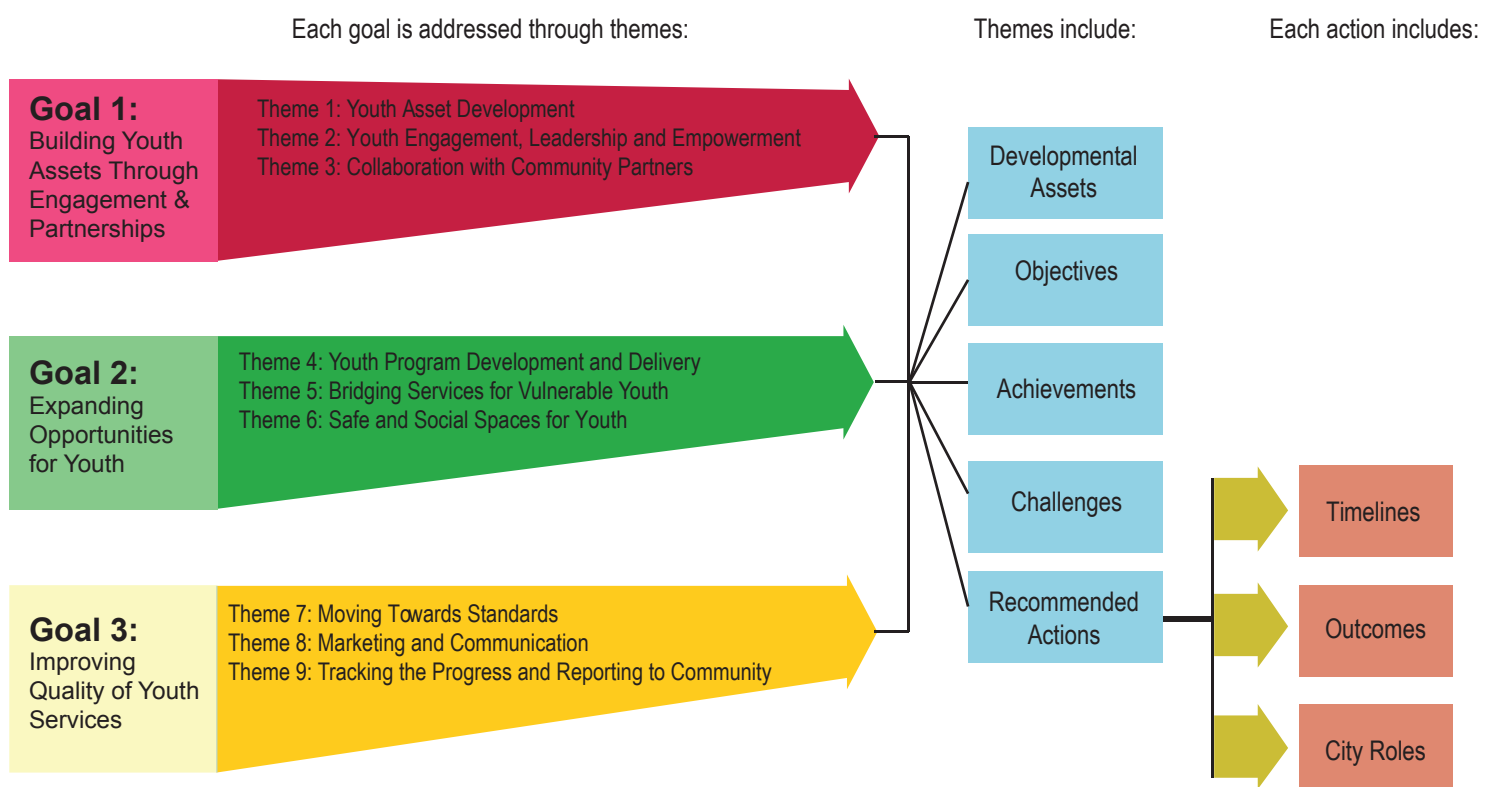 Each goal is addressed through themes:
Themes include:
Each action includes:
Goal 1:
Building Youth
Assets Through
Engagement &
Partnerships
Theme 1: Youth Asset Development
Theme 2: Youth Engagement, Leadership and Empowerment
Theme 3: Collaboration with Community Partners
Goal 2:
Expanding
Opportunities
for Youth
Theme 4: Youth Program Development and Delivery
Theme 5: Bridging Services for Vulnerable Youth
Theme 6: Safe and Social Spaces for Youth
Goal 3:
Improving
Quality of Youth
Services
Theme 7: Moving Towards Standards
Theme 8: Marketing and Communication
Theme 9: Tracking the Progress and Reporting to Community
Developmental
Assets
Objectives
Achievements
Challenges
Recommended
Actions
Timelines
Outcomes
City Roles